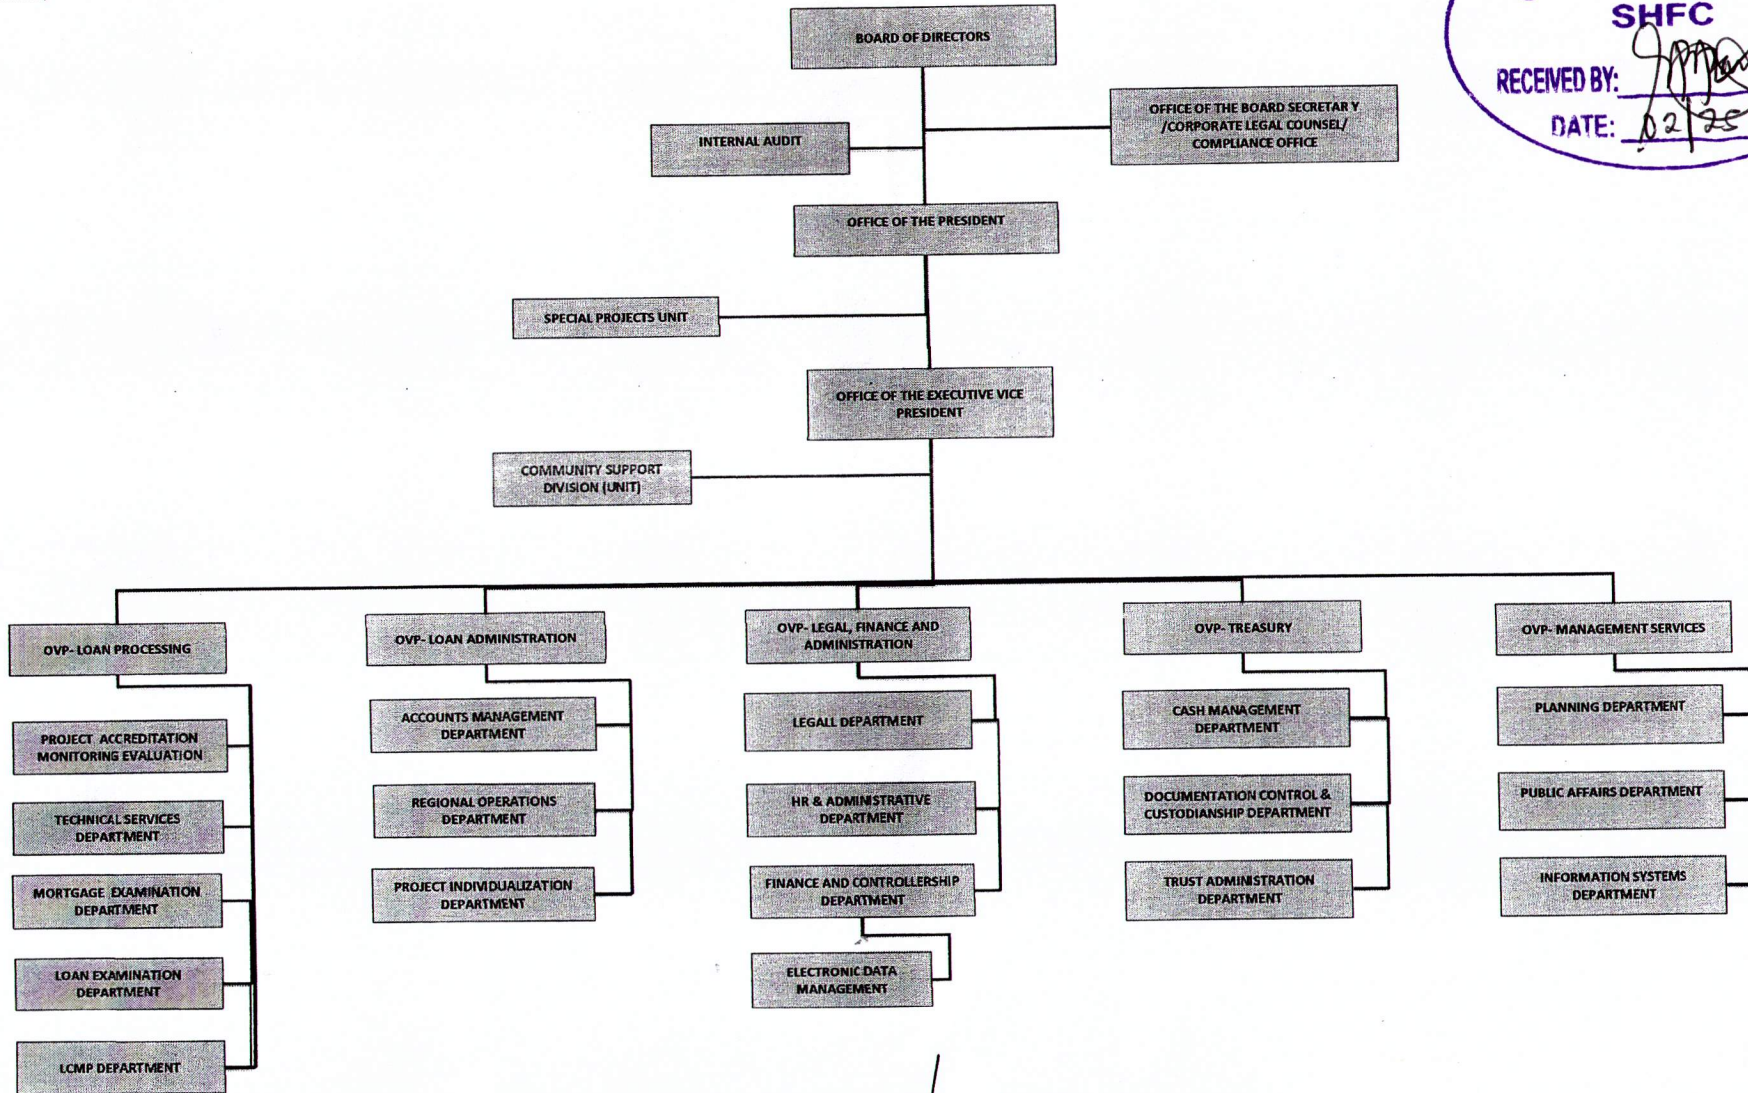 BOARD OF DIRECTORS
SHFC
RECEIVED BY:
DATE: 02/25
INTERNAL AUDIT
OFFICE OF THE BOARD SECRETAR Y
/CORPORATE LEGAL COUNSEL/
COMPLIANCE OFFICE
OFFICE OF THE PRESIDENT
SPECIAL PROJECTS UNIT
OFFICE OF THE EXECUTIVE VICE
PRESIDENT
COMMUNITY SUPPORT
DIVISION (UNIT)
OVP- LOAN PROCESSING
PROJECT ACCREDITATION
MONITORING EVALUATION
TECHNICAL SERVICES
DEPARTMENT
MORTGAGE EXAMINATION
DEPARTMENT
LOAN EXAMINATION
DEPARTMENT
LCMP DEPARTMENT
OVP- LOAN ADMINISTRATION
ACCOUNTS MANAGEMENT
DEPARTMENT
REGIONAL OPERATIONS
DEPARTMENT
PROJECT INDIVIDUALIZATION
DEPARTMENT
OVP- LEGAL, FINANCE AND
ADMINISTRATION
LEGALL DEPARTMENT
HR & ADMINISTRATIVE
DEPARTMENT
FINANCE AND CONTROLLERSHIP
DEPARTMENT
ELECTRONIC DATA
MANAGEMENT
OVP- TREASURY
CASH MANAGEMENT
DEPARTMENT
DOCUMENTATION CONTROL &
CUSTODIANSHIP DEPARTMENT
TRUST ADMINISTRATION
DEPARTMENT
OVP- MANAGEMENT SERVICES
PLANNING DEPARTMENT
PUBLIC AFFAIRS DEPARTMENT
INFORMATION SYSTEMS
DEPARTMENT